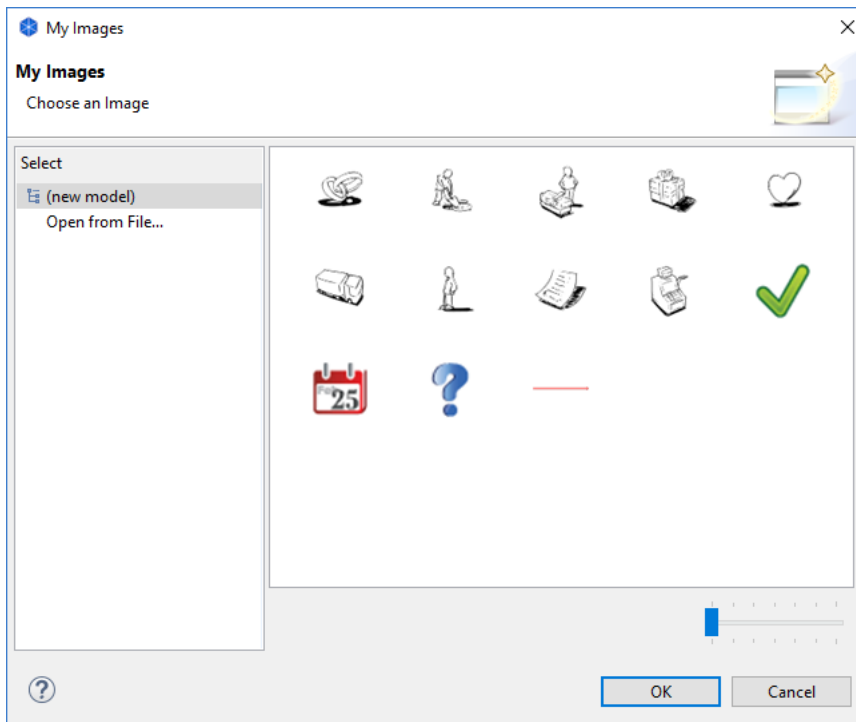 My Images
My Images
Choose an Image
Select
(new model)
Open from File...
25
OK
Cancel